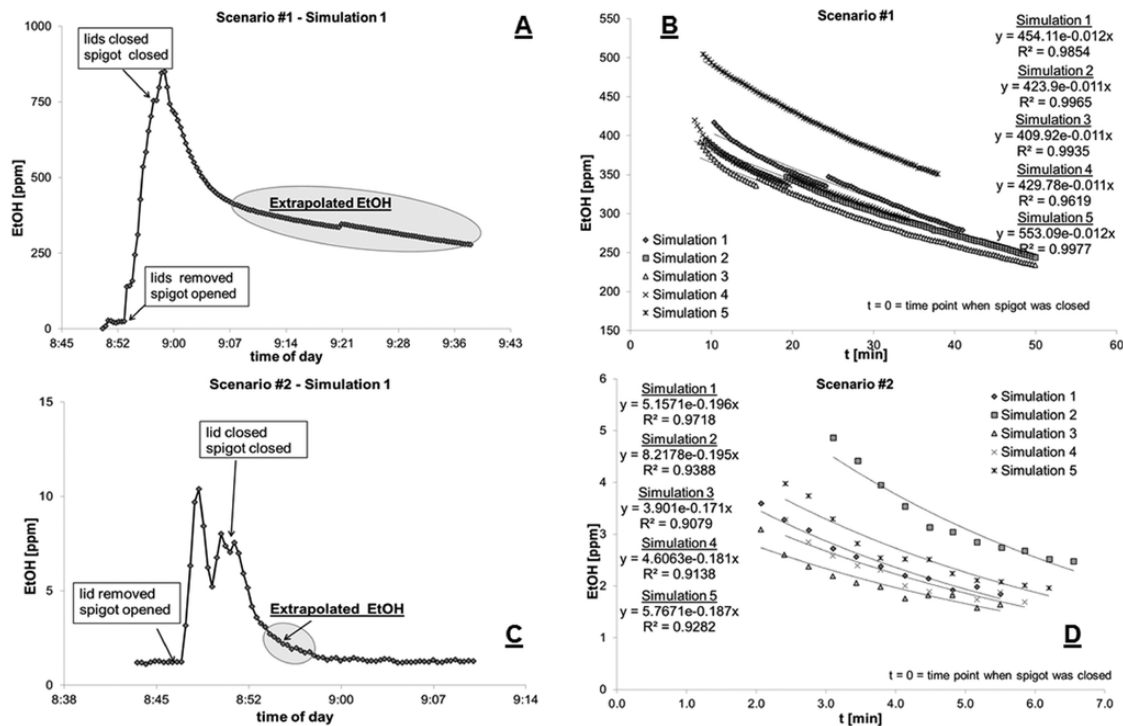 Scenario #1 - Simulation 1
A
1000
750
500
250
0
EtOH [ppm]
lids closed
spigot closed
Extrapolated EtOH
lids removed
spigot opened
8:45
8:52
9:00
9:07
9:14
9:21
9:28
9:36
9:43
time of day
B
Scenario #1
550
500
450
400
350
300
250
200
150
EtOH [ppm]
Simulation 1
y = 454.11e-0.012x
R² = 0.9854
Simulation 2
y = 423.9e-0.011x
R² = 0.9965
Simulation 3
y = 409.92e-0.011x
R² = 0.9935
Simulation 4
y = 429.78e-0.011x
R² = 0.9619
Simulation 5
y = 553.09e-0.012x
R² = 0.9977
Simulation 1
Simulation 2
Simulation 3
Simulation 4
Simulation 5
t = 0 = time point when spigot was closed
0
10
20
30
40
50
60
t [min]
Scenario #2 - Simulation 1
15
10
5
0
EtOH [ppm]
lid closed
spigot closed
lid removed
spigot opened
Extrapolated EtOH
C
8:38
8:45
8:52
9:00
9:07
9:14
time of day
Scenario #2
6
5
4
3
2
1
0
EtOH [ppm]
Simulation 1
y = 5.1571e-0.196x
R² = 0.9718
Simulation 2
y = 8.2178e-0.195x
R² = 0.9388
Simulation 3
y = 3.901e-0.171x
R² = 0.9079
Simulation 4
y = 4.6063e-0.181x
R² = 0.9138
Simulation 5
y = 5.7671e-0.187x
R² = 0.9282
Simulation 1
Simulation 2
Simulation 3
Simulation 4
Simulation 5
D
t = 0 = time point when spigot was closed
0.0
1.0
2.0
3.0
4.0
5.0
6.0
7.0
t [min]